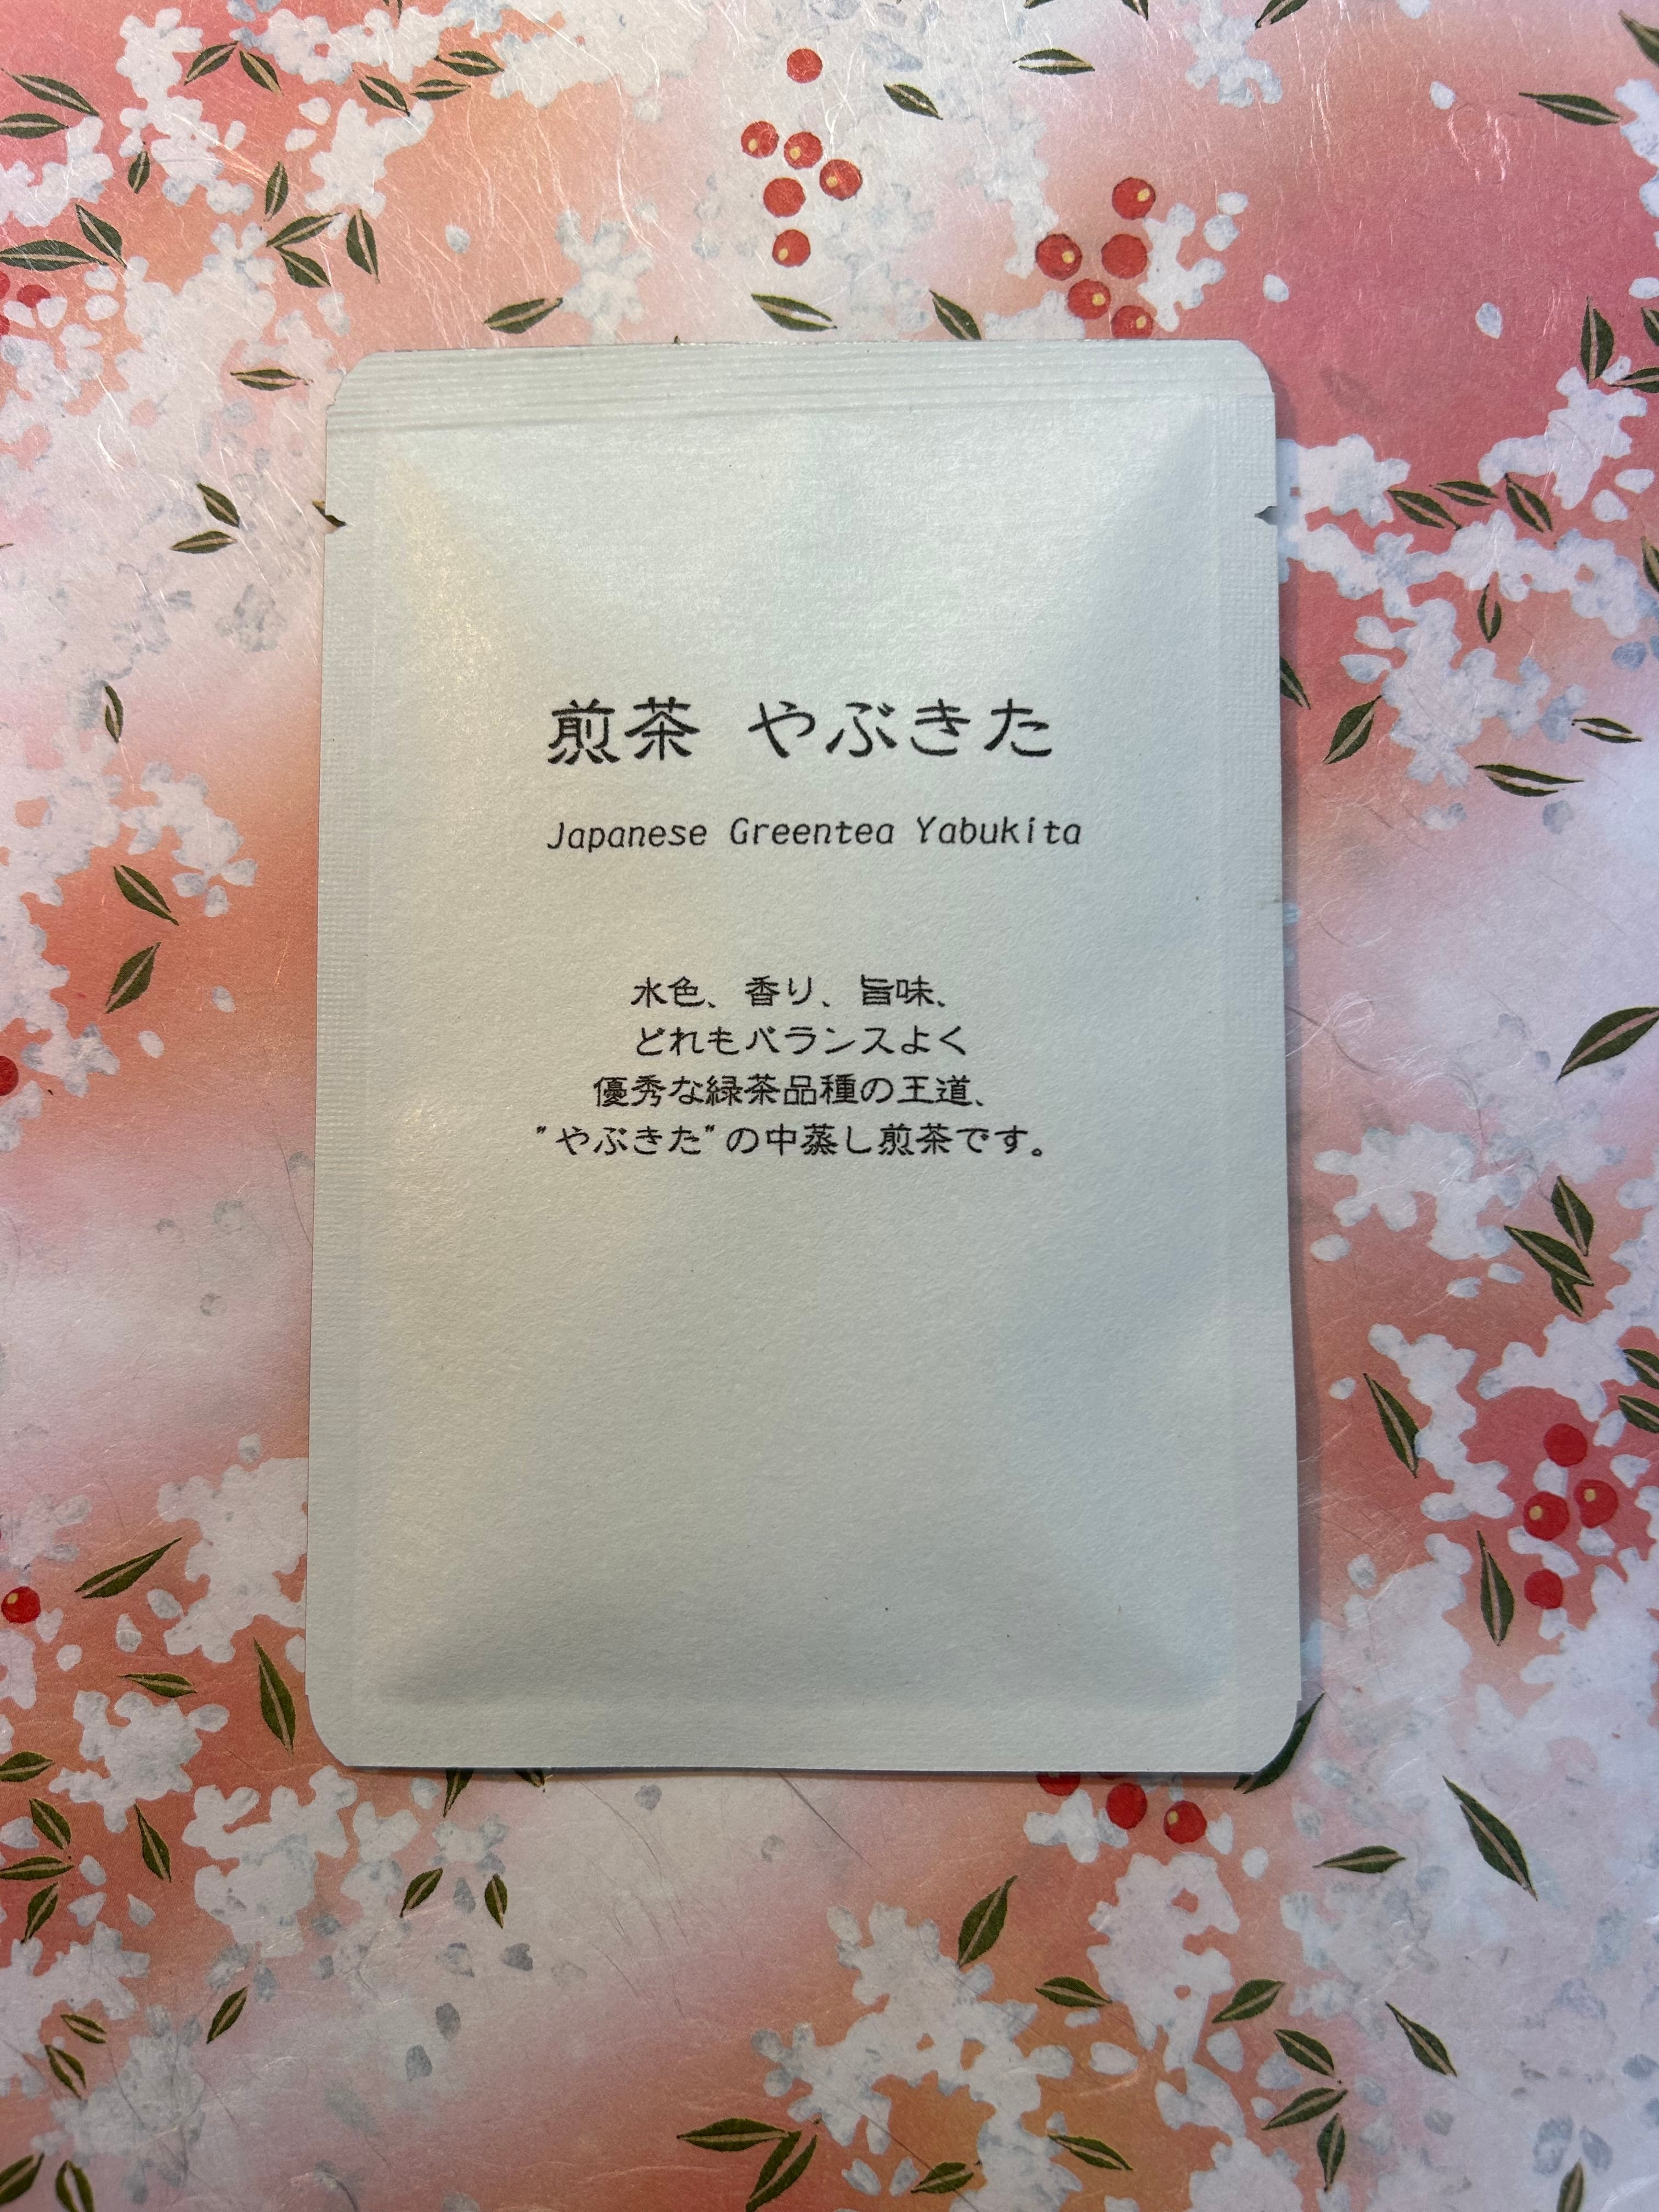 煎茶 やぶきた
Japanese Greentea Yabukita
水色、香り、旨味、
どれもバランスよく
優秀な緑茶品種の王道、
"やぶきた"の中蒸し煎茶です。